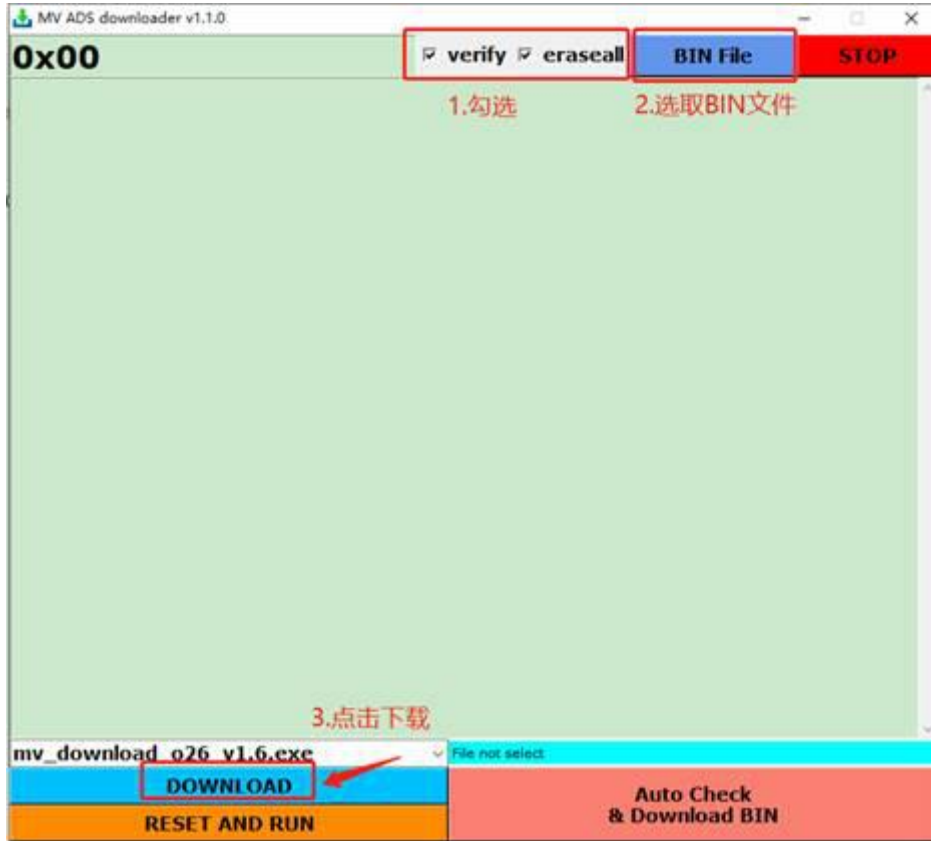 MV ADS downloader v1.1.0
0x00
verify eraseall BIN File STOP
1.勾选 2.选取BIN文件
3.点击下载
mv_download_o26_v1.6.exe File not select
DOWNLOAD
Auto Check
& Download BIN
RESET AND RUN